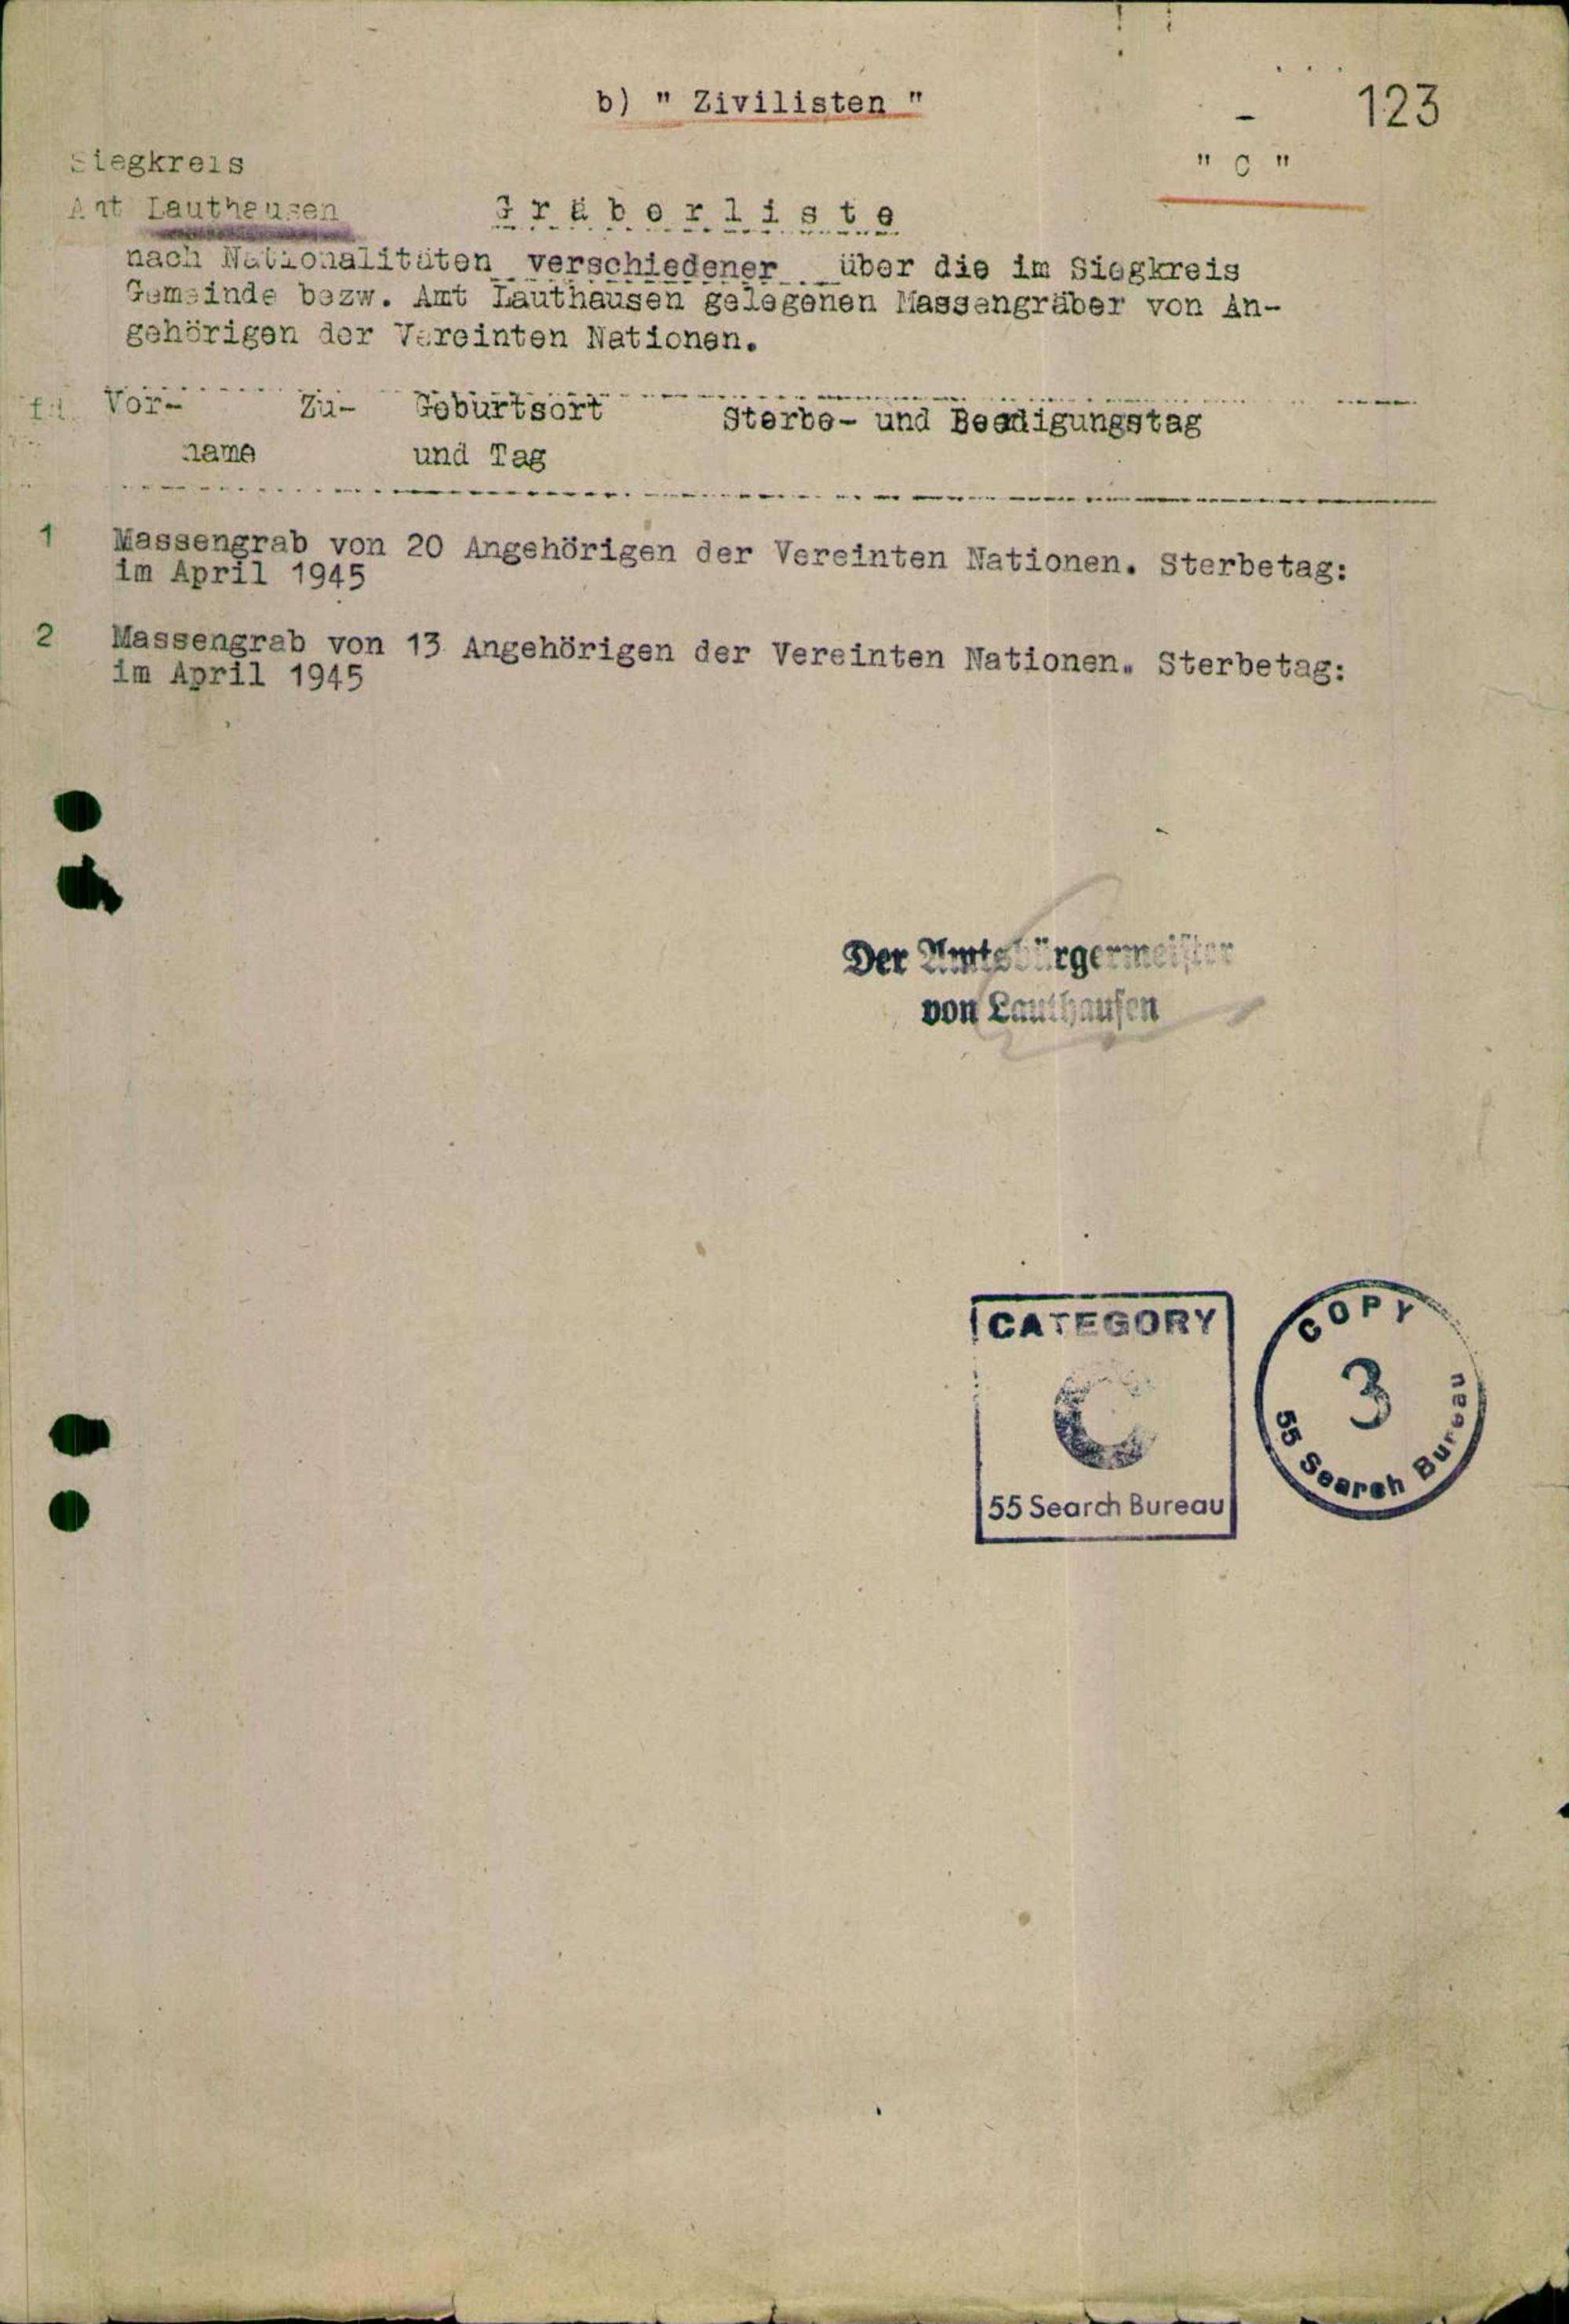 b) " Zivilisten "
123
-
" C "
Siegkreis
Amt Lauthausen
Gräberliste
nach Nationalitäten verschiedener über die im Siegkreis
Gemeinde bezw. Amt Lauthausen gelegenen Massengräber von An-
gehörigen der Vereinten Nationen.
Vor- Zu- Geburtsort Sterbe- und Beerdigungstag
name und Tag
1 Massengrab von 20 Angehörigen der Vereinten Nationen. Sterbetag:
im April 1945
2 Massengrab von 13 Angehörigen der Vereinten Nationen. Sterbetag:
im April 1945
Der Amtsbürgermeister
von Lauthausen
CATEGORY
C
55 Search Bureau
COPY
3
55 Search Bureau